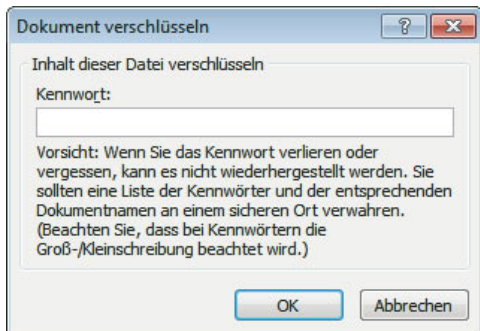 Dokument verschlüsseln
Inhalt dieser Datei verschlüsseln
Kennwort:
Vorsicht: Wenn Sie das Kennwort verlieren oder
vergessen, kann es nicht wiederhergestellt werden. Sie
sollten eine Liste der Kennwörter und der entsprechenden
Dokumentnamen an einem sicheren Ort verwahren.
(Beachten Sie, dass bei Kennwörtern die
Groß-/Kleinschreibung beachtet wird.)
OK Abbrechen